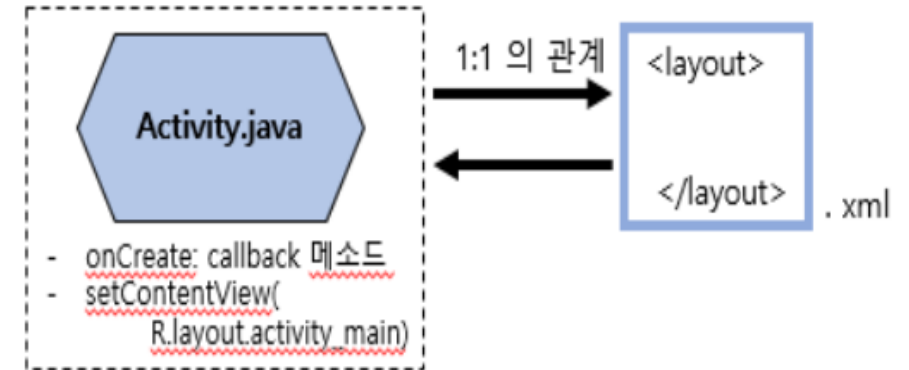 Activity.java
- onCreate: callback 메소드
- setContentView(
R.layout.activity_main)
1:1 의 관계
<layout>
</layout>
. xml